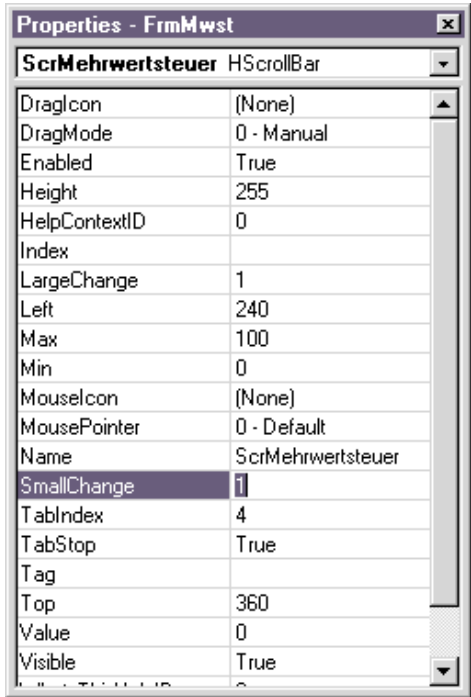 Properties - FrmMwst
ScrMehrwertsteuer HScrollBar
DragIcon (None)
DragMode 0 - Manual
Enabled True
Height 255
HelpContextID 0
Index
LargeChange 1
Left 240
Max 100
Min 0
MouseIcon (None)
MousePointer 0 - Default
Name ScrMehrwertsteuer
SmallChange 1
TabIndex 4
TabStop True
Tag
Top 360
Value 0
Visible True